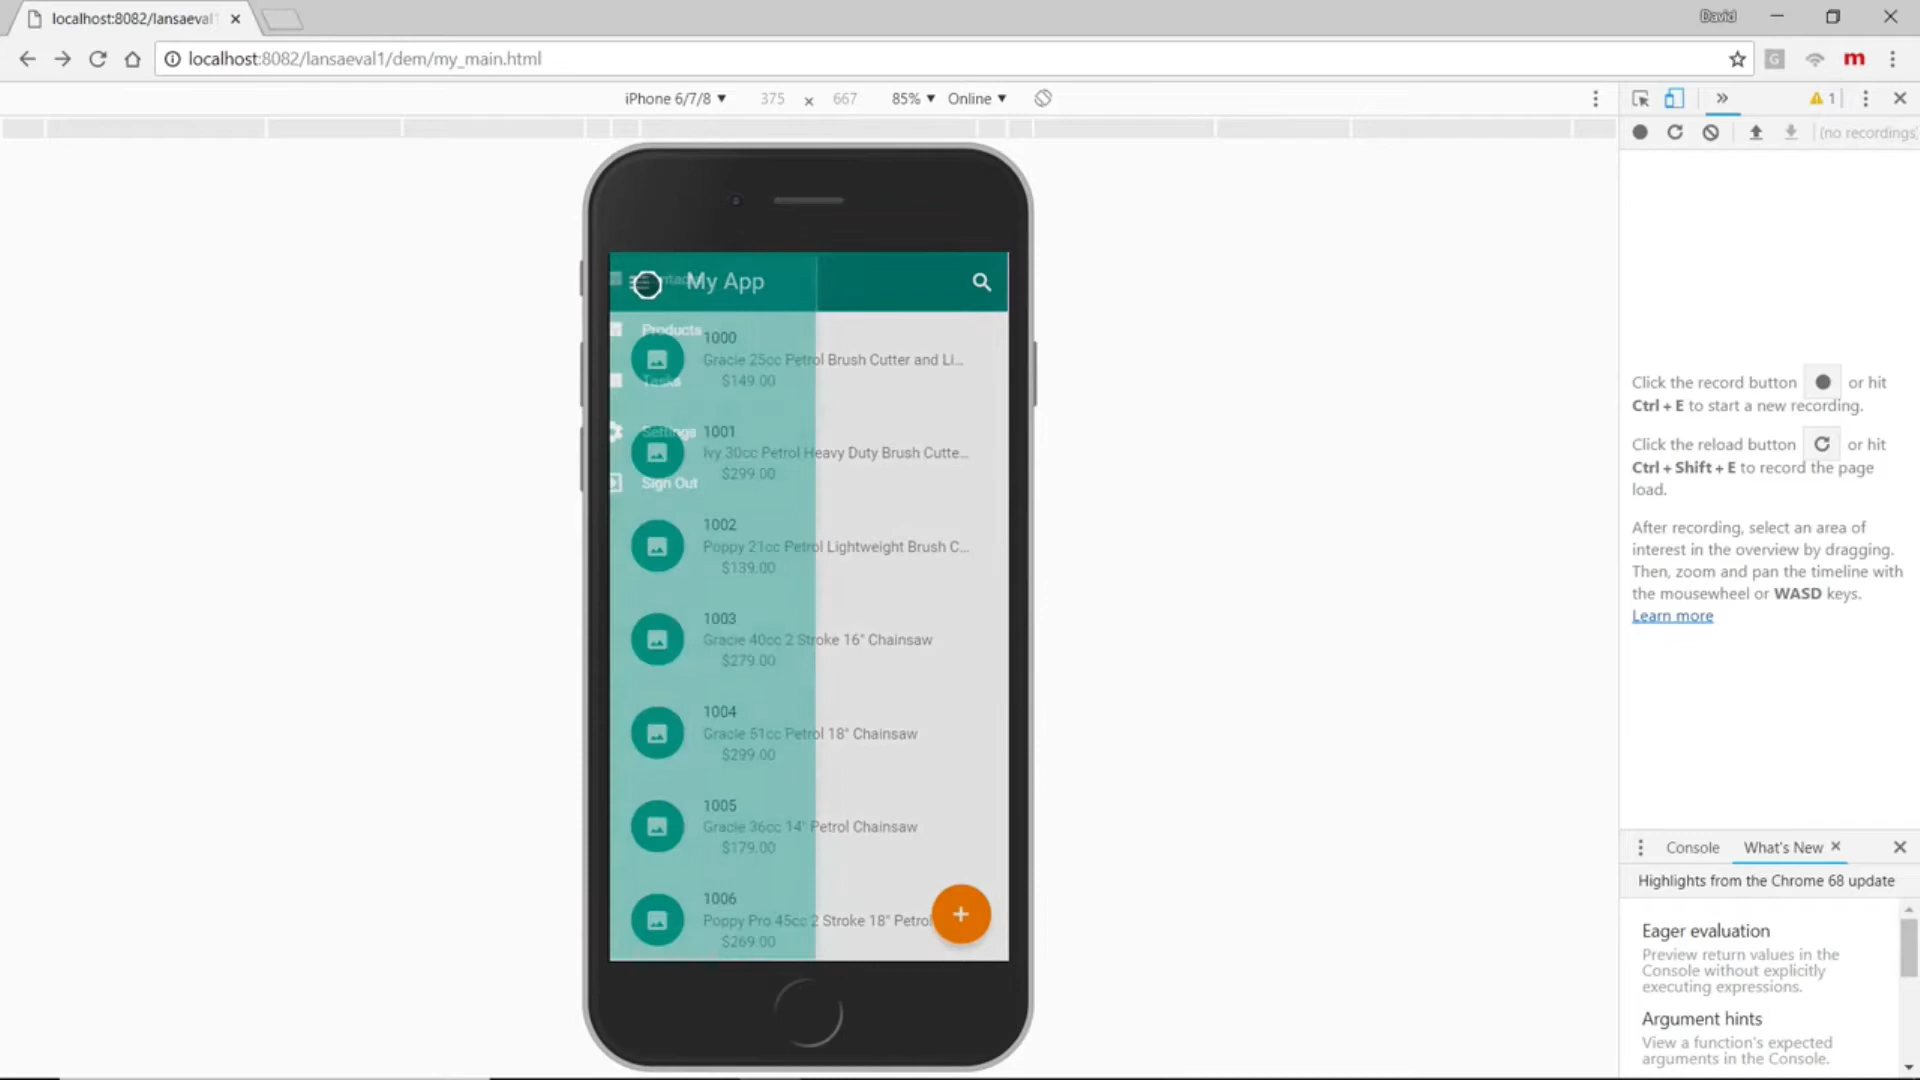 localhost:8082/lansaeval1
David
localhost:8082/lansaeval1/dem/my_main.html
G
m
iPhone 6/7/8 ▼ 375 x 667 85% ▼ Online ▼
1
(no recordings)
My App
Products
Tasks
Settings
Sign Out
1000
Gracie 25cc Petrol Brush Cutter and Li...
$149.00
1001
Ivy 30cc Petrol Heavy Duty Brush Cutte...
$299.00
1002
Poppy 21cc Petrol Lightweight Brush C...
$139.00
1003
Gracie 40cc 2 Stroke 16" Chainsaw
$279.00
1004
Gracie 51cc Petrol 18" Chainsaw
$299.00
1005
Gracie 36cc 14" Petrol Chainsaw
$179.00
1006
Poppy Pro 45cc 2 Stroke 18" Petrol
$269.00
+
Click the record button or hit
Ctrl + E to start a new recording.
Click the reload button or hit
Ctrl + Shift + E to record the page
load.
After recording, select an area of
interest in the overview by dragging.
Then, zoom and pan the timeline with
the mousewheel or WASD keys.
Learn more
Console What's New
Highlights from the Chrome 68 update
Eager evaluation
Preview return values in the
Console without explicitly
executing expressions.
Argument hints
View a function's expected
arguments in the Console.